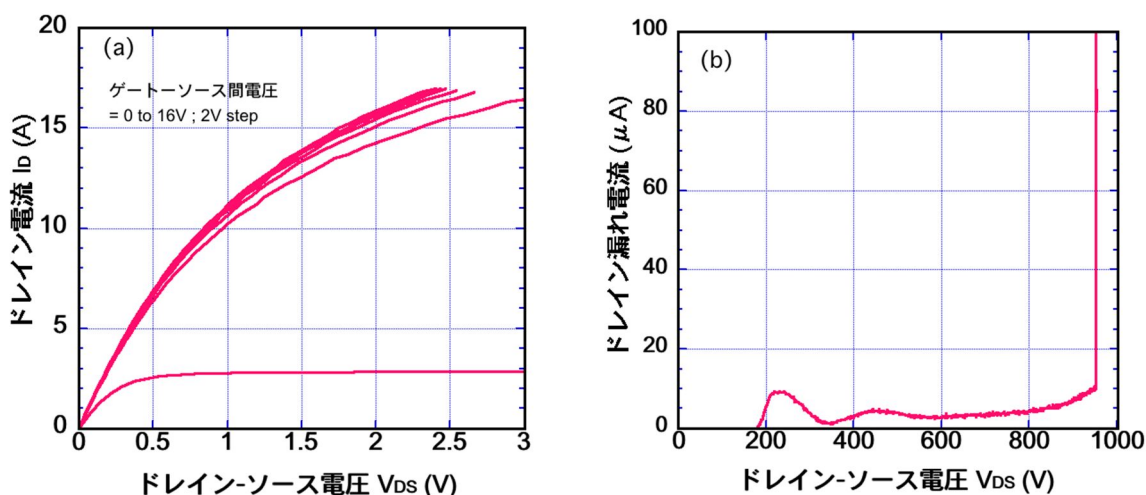 (a)
ゲートーソース間電圧
= 0 to 16V ; 2V step
ドレイン電流 ID (A)
20
15
10
5
0
0 0.5 1 1.5 2 2.5 3
ドレイン-ソース電圧 VDS (V)
(b)
ドレイン漏れ電流 (μA)
100
80
60
40
20
0
0 200 400 600 800 1000
ドレイン-ソース電圧 VDS (V)